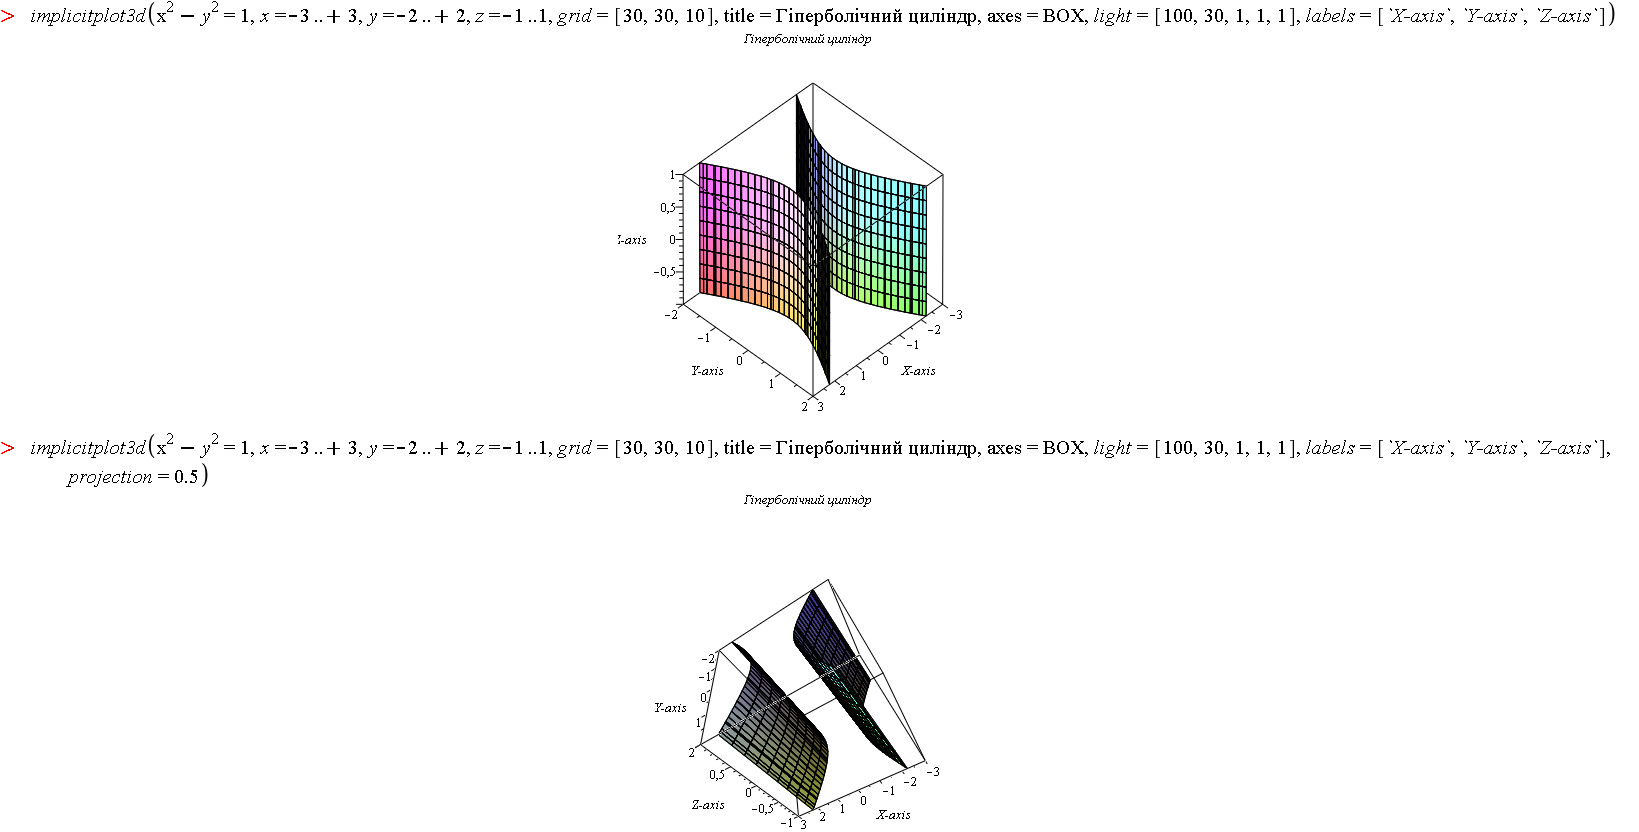 > implicitplot3d(x² − y² = 1, x = −3 .. + 3, y = −2 .. + 2, z = −1 ..1, grid = [30, 30, 10], title = Гіперболічний циліндр, axes = BOX, light = [100, 30, 1, 1, 1], labels = [`X-axis`, `Y-axis`, `Z-axis`])
Гіперболічний циліндр
1
0,5
Z-axis 0
−0,5
−2 −3
−1 −2
0 −1
Y-axis 0 X-axis
1 1
2 3 2
> implicitplot3d(x² − y² = 1, x = −3 .. + 3, y = −2 .. + 2, z = −1 ..1, grid = [30, 30, 10], title = Гіперболічний циліндр, axes = BOX, light = [100, 30, 1, 1, 1], labels = [`X-axis`, `Y-axis`, `Z-axis`],
projection = 0.5)
Гіперболічний циліндр
−2
−1
0
Y-axis
1
2
0,5 −3
0 −2
Z-axis −0,5 −1
−1 3 2 1 0 X-axis